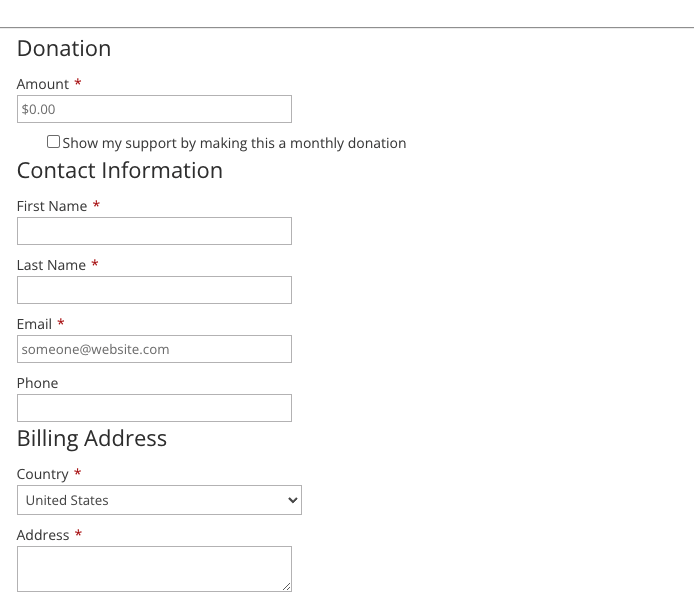 Donation
Amount *
$0.00
Show my support by making this a monthly donation
Contact Information
First Name *
Last Name *
Email *
someone@website.com
Phone
Billing Address
Country *
United States
Address *